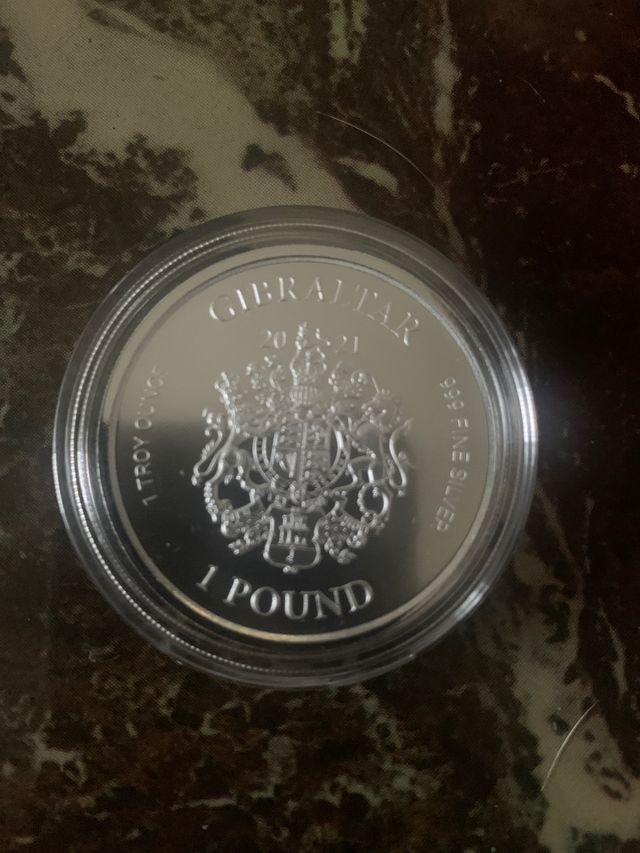 GIBRALTAR
20 21
1 TROY OUNCE
999 FINE SILVER
1 POUND